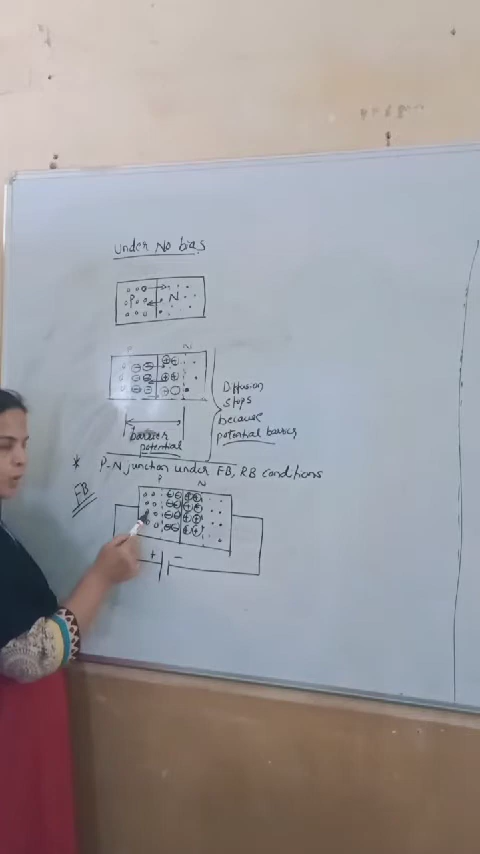 Under No bias
P N
P N
Diffusion
stops
because
potential barrier
barrier
potential
* P-N junction under FB, RB conditions
FB
P N
+ -